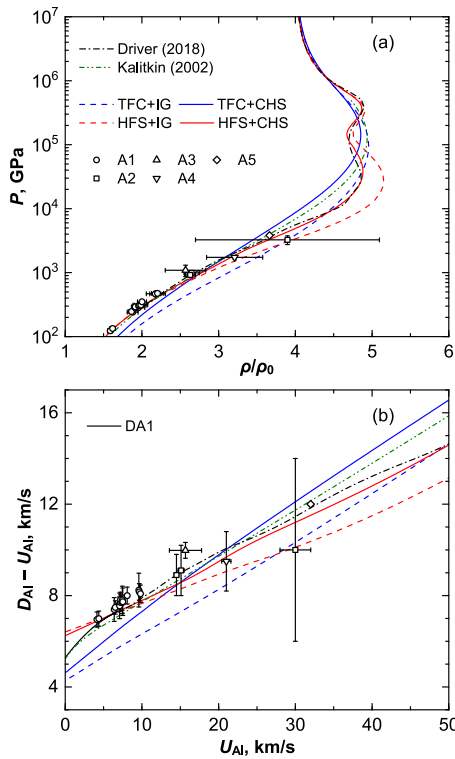 (a)
Driver (2018)
Kalitkin (2002)
TFC+IG TFC+CHS
HFS+IG HFS+CHS
A1 A3 A5
A2 A4
P, GPa
10⁷
10⁶
10⁵
10⁴
10³
10²
1 2 3 4 5 6
ρ/ρ₀
(b)
DA1
D_Al − U_Al, km/s
16
12
8
4
0 10 20 30 40 50
U_Al, km/s